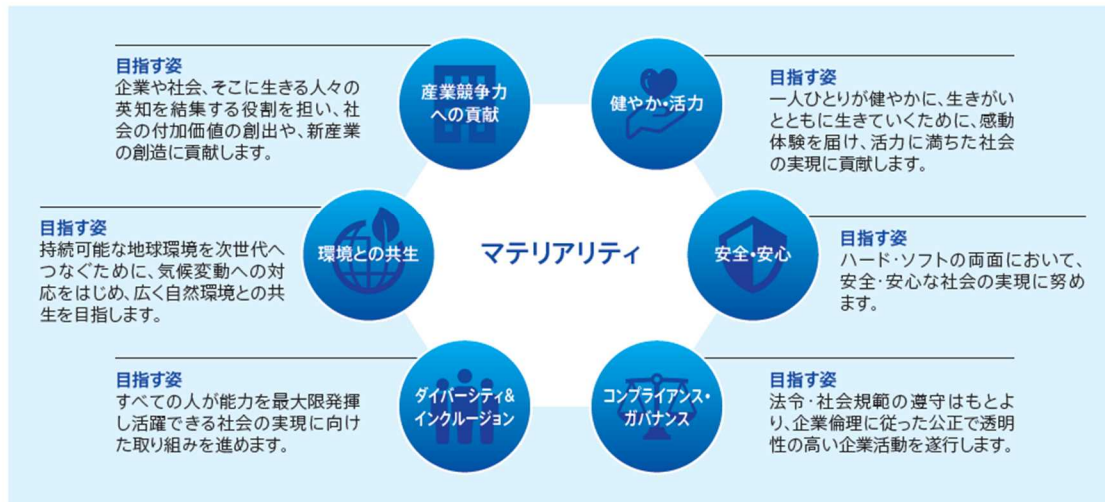 目指す姿
企業や社会、そこに生きる人々の
英知を結集する役割を担い、社
会の付加価値の創出や、新産業
の創造に貢献します。
産業競争力
への貢献
健やか・活力
目指す姿
一人ひとりが健やかに、生きがい
とともに生きていくために、感動
体験を届け、活力に満ちた社会
の実現に貢献します。
目指す姿
持続可能な地球環境を次世代へ
つなぐために、気候変動への対
応をはじめ、広く自然環境との共
生を目指します。
環境との共生
マテリアリティ
安全・安心
目指す姿
ハード・ソフトの両面において、
安全・安心な社会の実現に努め
ます。
目指す姿
すべての人が能力を最大限発揮
し活躍できる社会の実現に向け
た取り組みを進めます。
ダイバーシティ&
インクルージョン
コンプライアンス・
ガバナンス
目指す姿
法令・社会規範の遵守はもとよ
り、企業倫理に従った公正で透明
性の高い企業活動を遂行します。